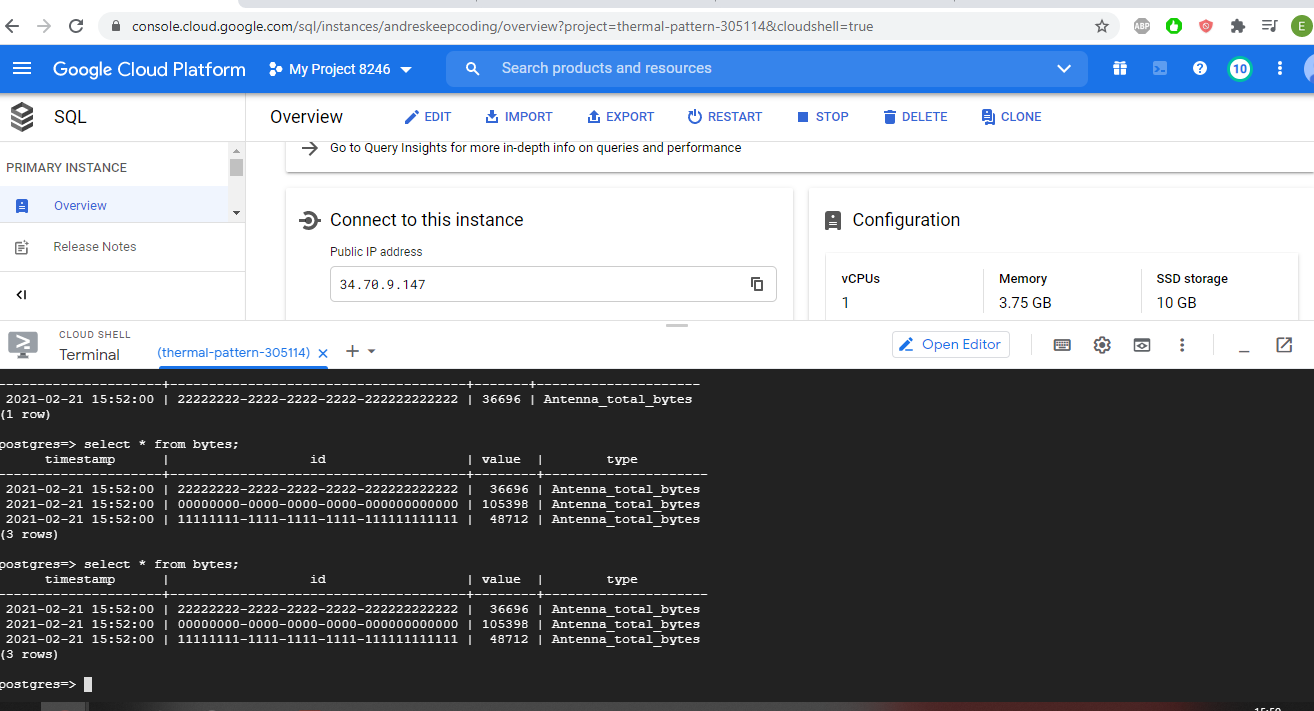 console.cloud.google.com/sql/instances/andreskeepcoding/overview?project=thermal-pattern-305114&cloudshell=true
ABP
E
Google Cloud Platform
My Project 8246
Search products and resources
10
SQL
Overview
EDIT
IMPORT
EXPORT
RESTART
STOP
DELETE
CLONE
PRIMARY INSTANCE
Overview
Release Notes
Go to Query Insights for more in-depth info on queries and performance
Connect to this instance
Public IP address
34.70.9.147
Configuration
vCPUs
1
Memory
3.75 GB
SSD storage
10 GB
CLOUD SHELL
Terminal
(thermal-pattern-305114)
Open Editor
---------------------+--------------------------------------+-------+---------------------
 2021-02-21 15:52:00 | 22222222-2222-2222-2222-222222222222 | 36696 | Antenna_total_bytes
(1 row)
postgres=> select * from bytes;
      timestamp      |                  id                  | value  |        type
---------------------+--------------------------------------+--------+---------------------
 2021-02-21 15:52:00 | 22222222-2222-2222-2222-222222222222 |  36696 | Antenna_total_bytes
 2021-02-21 15:52:00 | 00000000-0000-0000-0000-000000000000 | 105398 | Antenna_total_bytes
 2021-02-21 15:52:00 | 11111111-1111-1111-1111-111111111111 |  48712 | Antenna_total_bytes
(3 rows)
postgres=> select * from bytes;
      timestamp      |                  id                  | value  |        type
---------------------+--------------------------------------+--------+---------------------
 2021-02-21 15:52:00 | 22222222-2222-2222-2222-222222222222 |  36696 | Antenna_total_bytes
 2021-02-21 15:52:00 | 00000000-0000-0000-0000-000000000000 | 105398 | Antenna_total_bytes
 2021-02-21 15:52:00 | 11111111-1111-1111-1111-111111111111 |  48712 | Antenna_total_bytes
(3 rows)
postgres=>